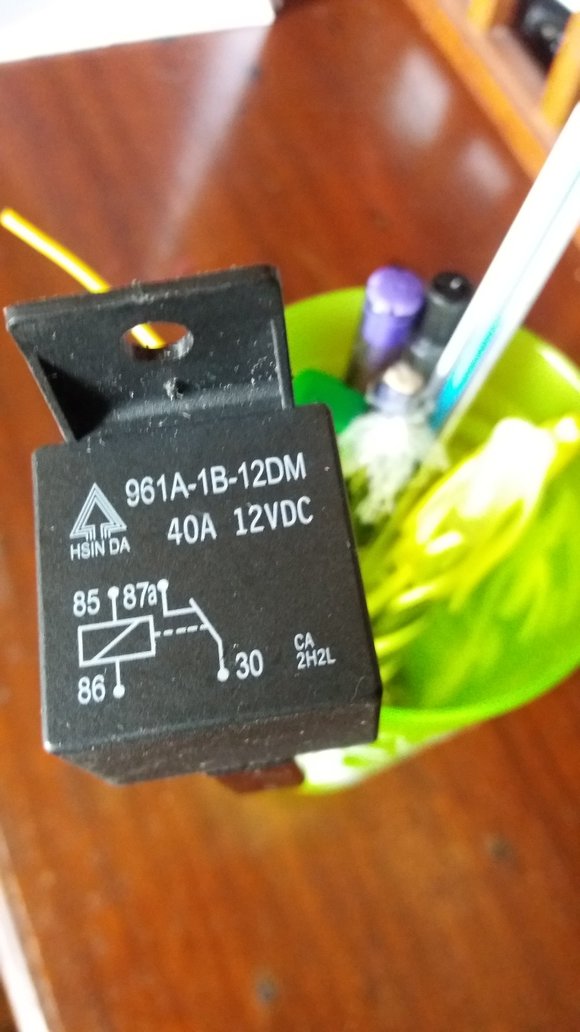 961A-1B-12DM
HSIN DA
40A 12VDC
85 87a
86
30
CA
2H2L